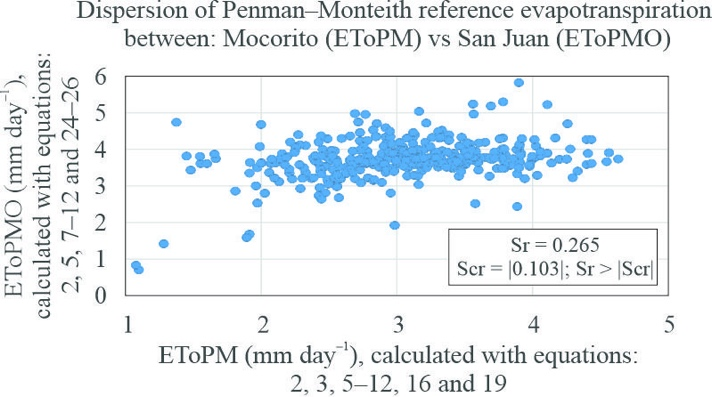 Dispersion of Penman–Monteith reference evapotranspiration
between: Mocorito (EToPM) vs San Juan (EToPMO)
EToPMO (mm day⁻¹),
calculated with equations:
2, 5, 7–12 and 24–26
6
5
4
3
2
1
0
Sr = 0.265
Scr = |0.103|; Sr > |Scr|
1 2 3 4 5
EToPM (mm day⁻¹), calculated with equations:
2, 3, 5–12, 16 and 19